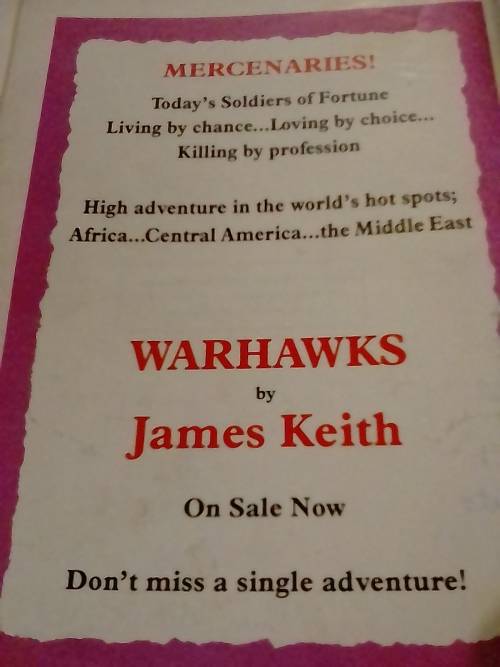 MERCENARIES!
Today's Soldiers of Fortune
Living by chance...Loving by choice...
Killing by profession
High adventure in the world's hot spots;
Africa...Central America...the Middle East
WARHAWKS
by
James Keith
On Sale Now
Don't miss a single adventure!